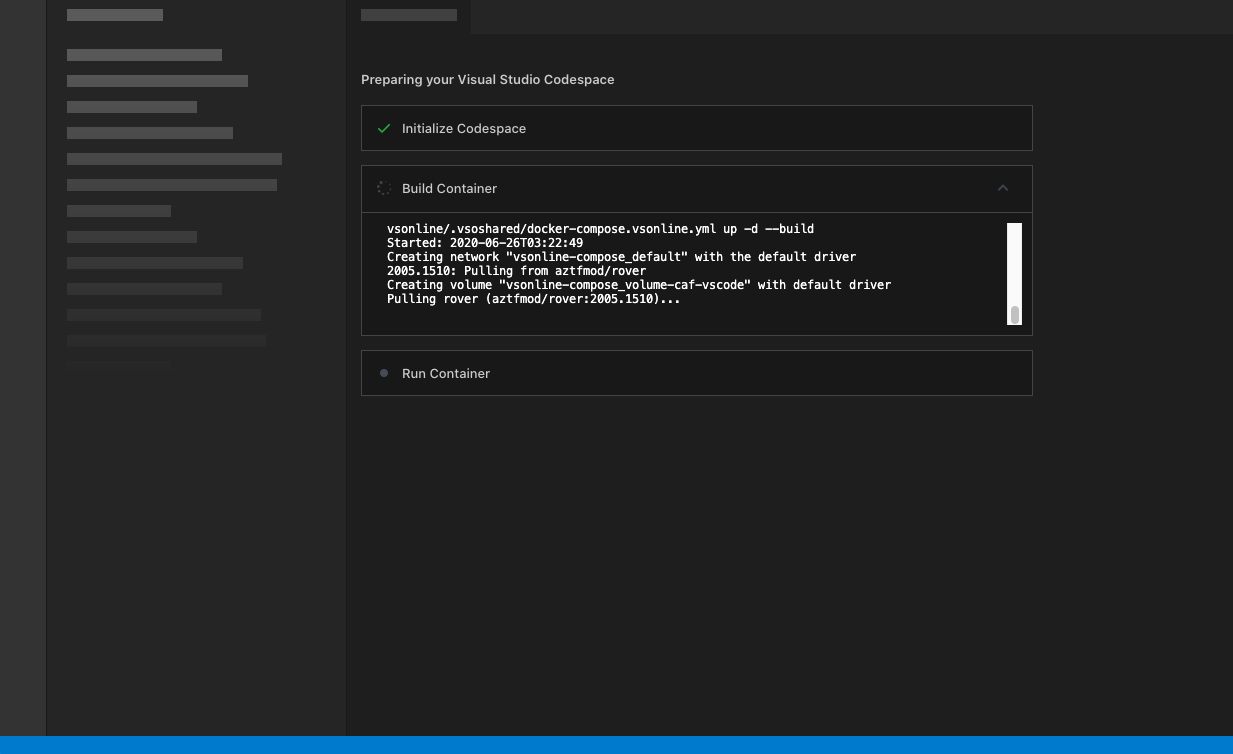 Preparing your Visual Studio Codespace
Initialize Codespace
Build Container
vsonline/.vsoshared/docker-compose.vsonline.yml up -d --build
Started: 2020-06-26T03:22:49
Creating network "vsonline-compose_default" with the default driver
2005.1510: Pulling from aztfmod/rover
Creating volume "vsonline-compose_volume-caf-vscode" with default driver
Pulling rover (aztfmod/rover:2005.1510)...
Run Container